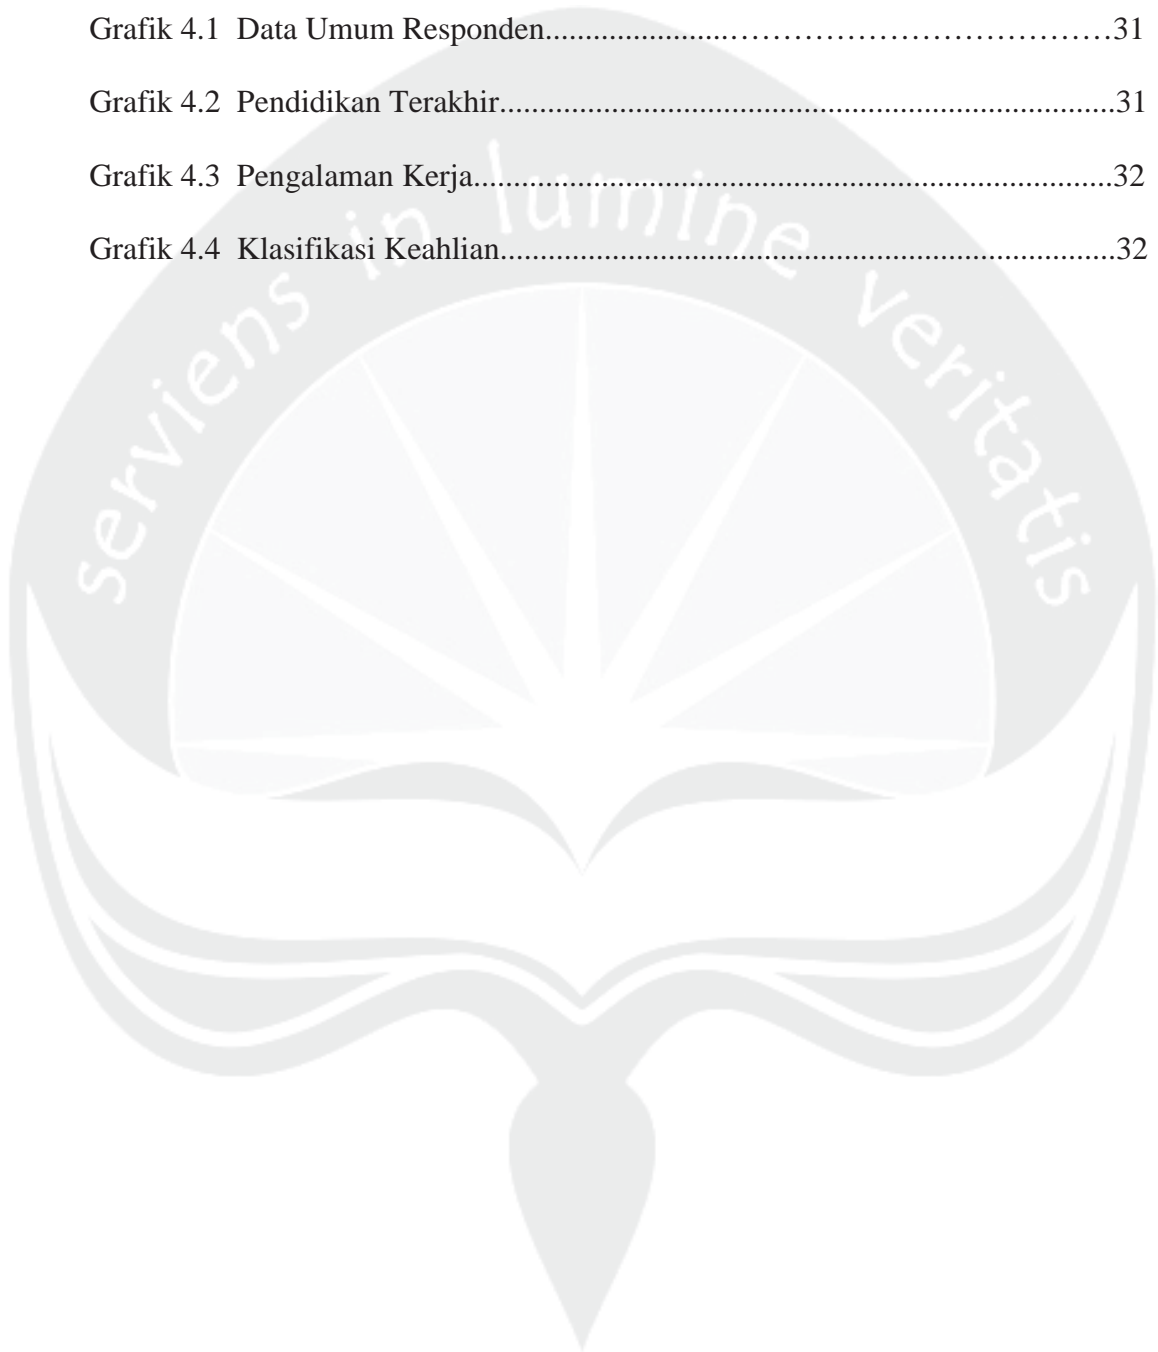 Grafik 4.1 Data Umum Responden.......................……………………………31
Grafik 4.2 Pendidikan Terakhir...............................................................................31
Grafik 4.3 Pengalaman Kerja..................................................................................32
Grafik 4.4 Klasifikasi Keahlian...............................................................................32
serviens in lumine veritatis